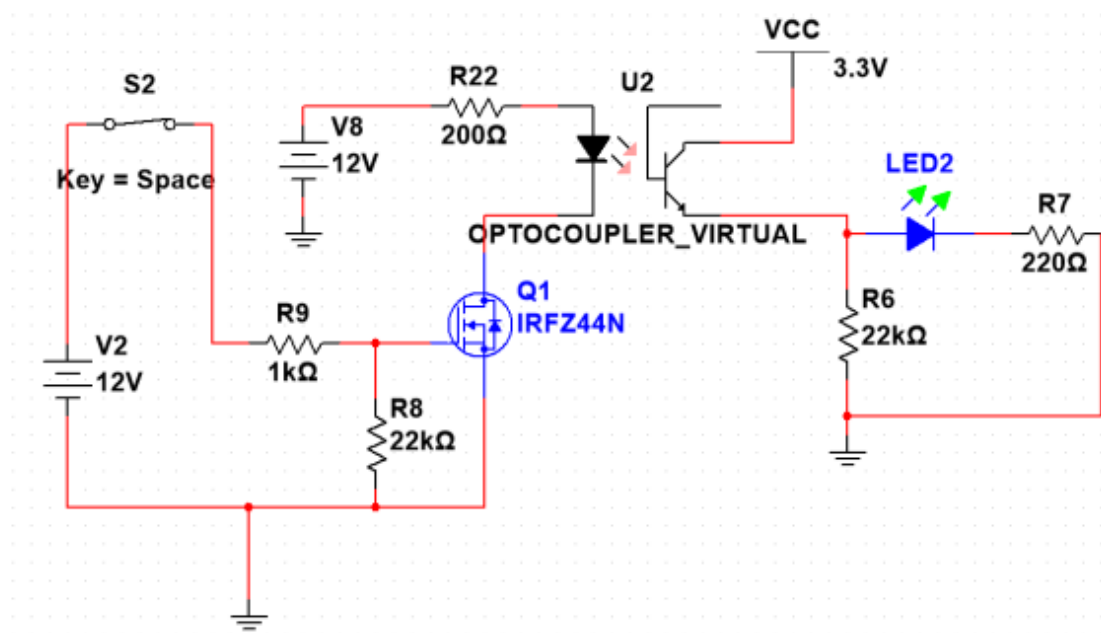 VCC
3.3V
S2
Key = Space
R22
200Ω
U2
V8
12V
LED2
OPTOCOUPLER_VIRTUAL
R7
220Ω
Q1
IRFZ44N
R6
22kΩ
R9
1kΩ
V2
12V
R8
22kΩ